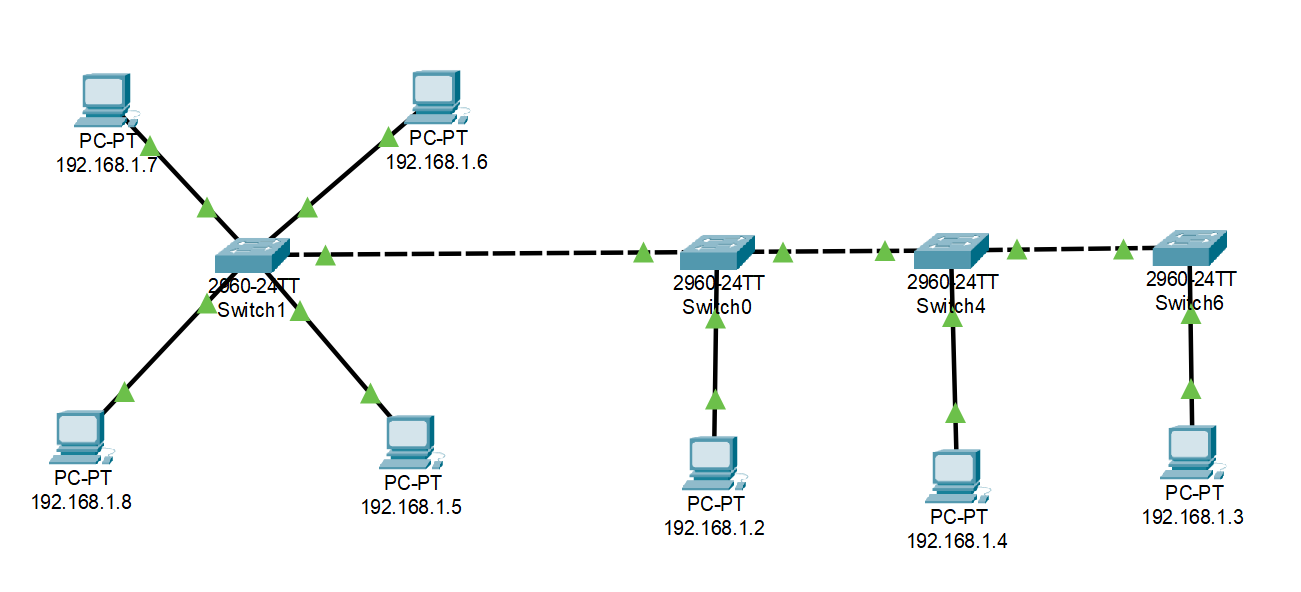 PC-PT
192.168.1.7
PC-PT
192.168.1.6
2960-24TT
Switch1
2960-24TT
Switch0
2960-24TT
Switch4
2960-24TT
Switch6
PC-PT
192.168.1.8
PC-PT
192.168.1.5
PC-PT
192.168.1.2
PC-PT
192.168.1.4
PC-PT
192.168.1.3